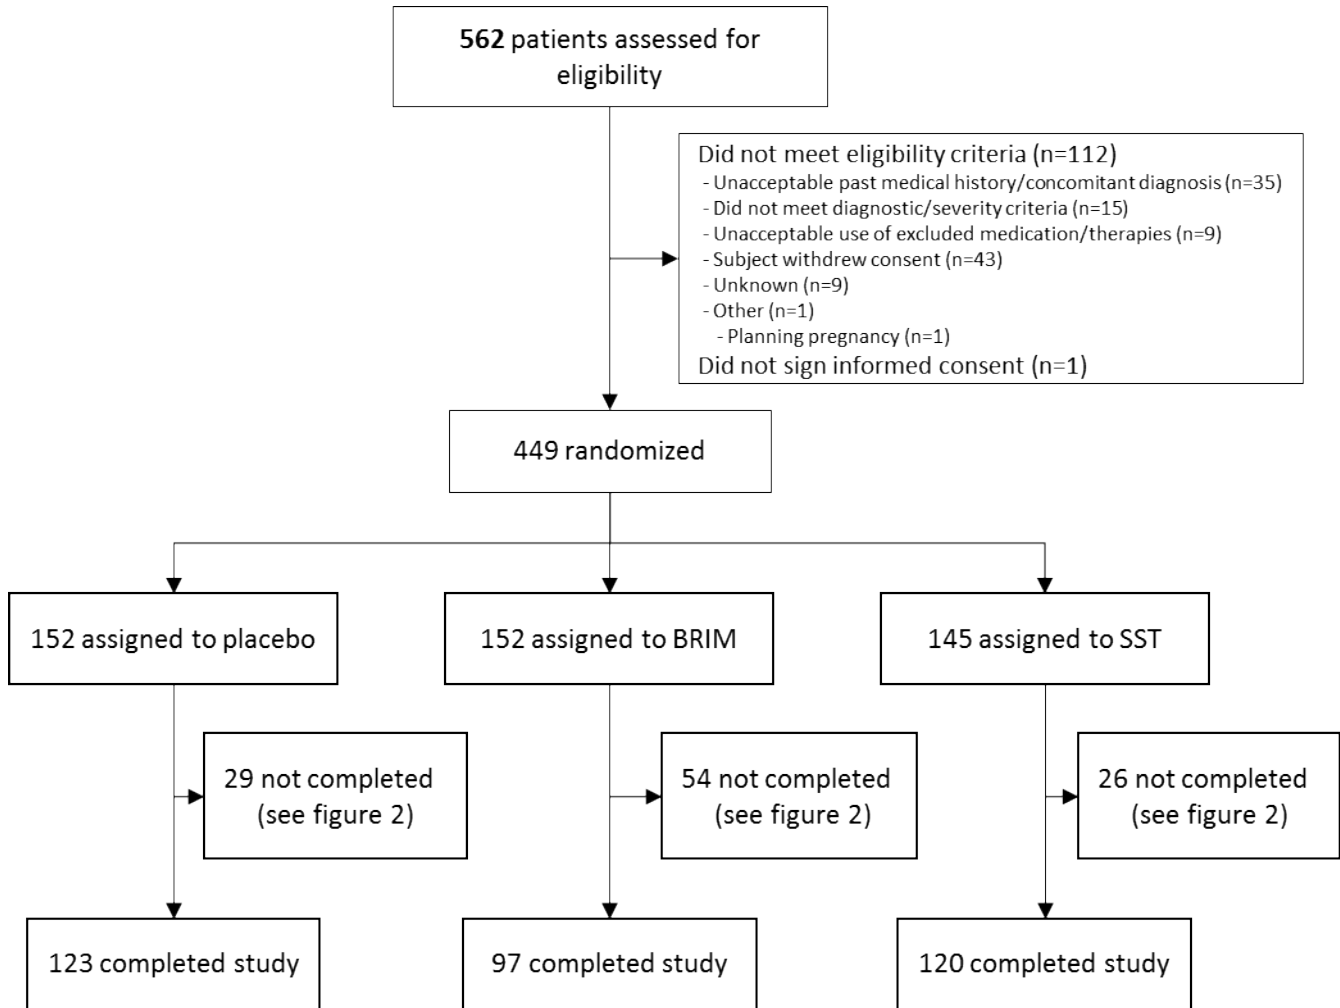 562 patients assessed for
eligibility
Did not meet eligibility criteria (n=112)
- Unacceptable past medical history/concomitant diagnosis (n=35)
- Did not meet diagnostic/severity criteria (n=15)
- Unacceptable use of excluded medication/therapies (n=9)
- Subject withdrew consent (n=43)
- Unknown (n=9)
- Other (n=1)
- Planning pregnancy (n=1)
Did not sign informed consent (n=1)
449 randomized
152 assigned to placebo
152 assigned to BRIM
145 assigned to SST
29 not completed
(see figure 2)
54 not completed
(see figure 2)
26 not completed
(see figure 2)
123 completed study
97 completed study
120 completed study